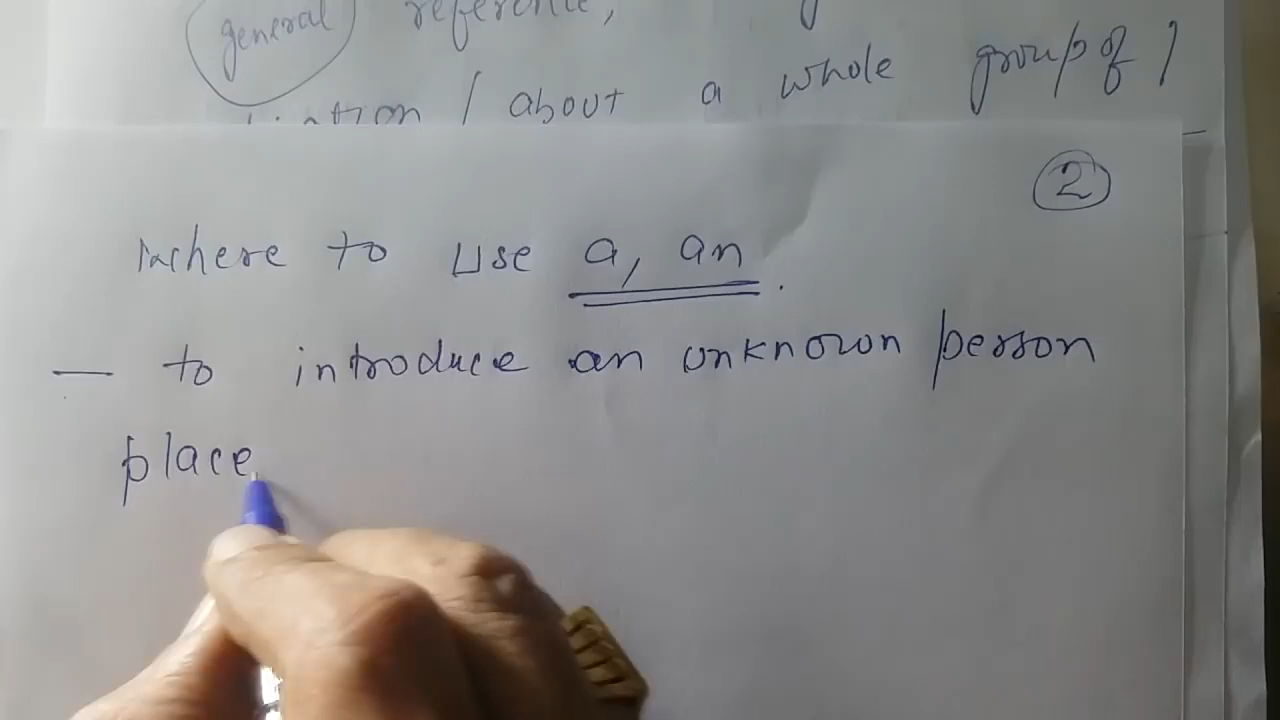 general reference,
/ about a whole group of /
2
Where to use a, an.
— to introduce an unknown person
place